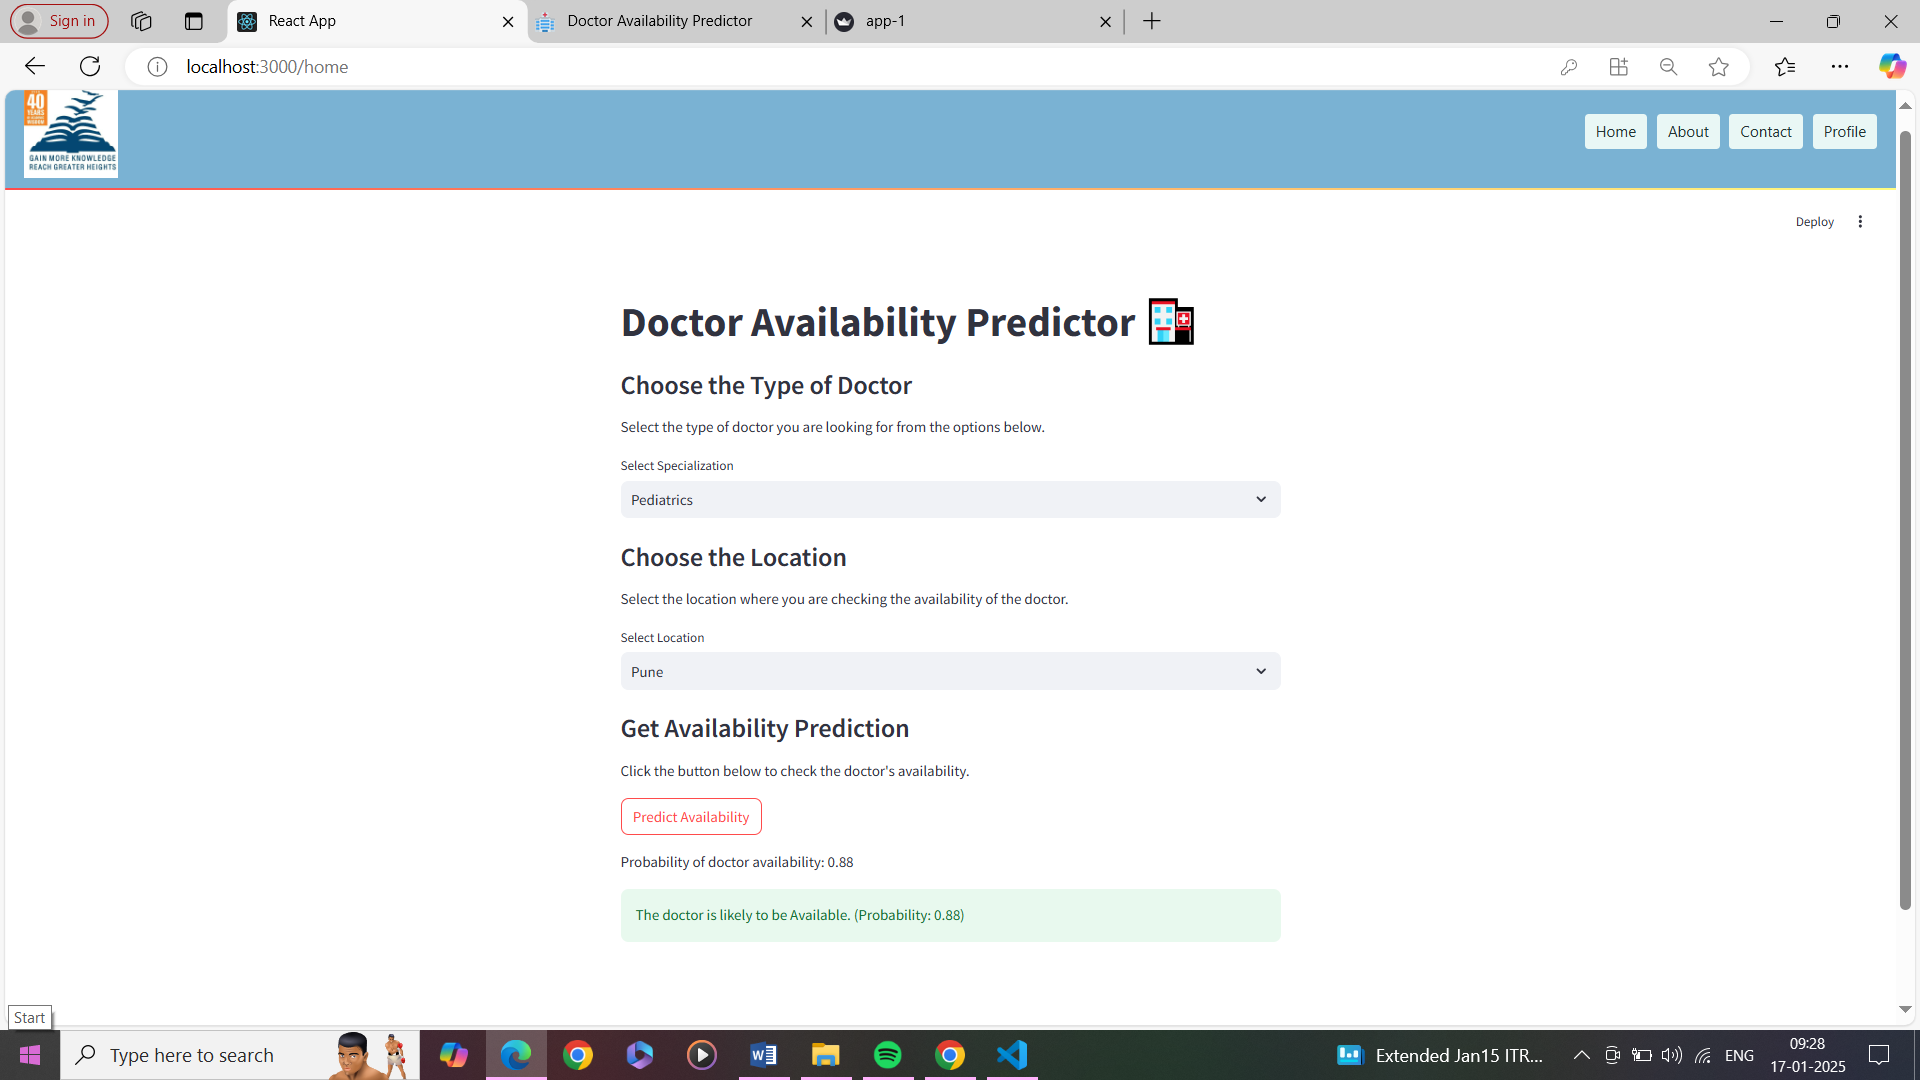 Sign in
React App
Doctor Availability Predictor
app-1
localhost:3000/home
40
YEARS
GAIN MORE KNOWLEDGE
REACH GREATER HEIGHTS
Home
About
Contact
Profile
Deploy
Doctor Availability Predictor
Choose the Type of Doctor
Select the type of doctor you are looking for from the options below.
Select Specialization
Pediatrics
Choose the Location
Select the location where you are checking the availability of the doctor.
Select Location
Pune
Get Availability Prediction
Click the button below to check the doctor's availability.
Predict Availability
Probability of doctor availability: 0.88
The doctor is likely to be Available. (Probability: 0.88)
Start
Type here to search
Extended Jan15 ITR...
ENG
09:28
17-01-2025